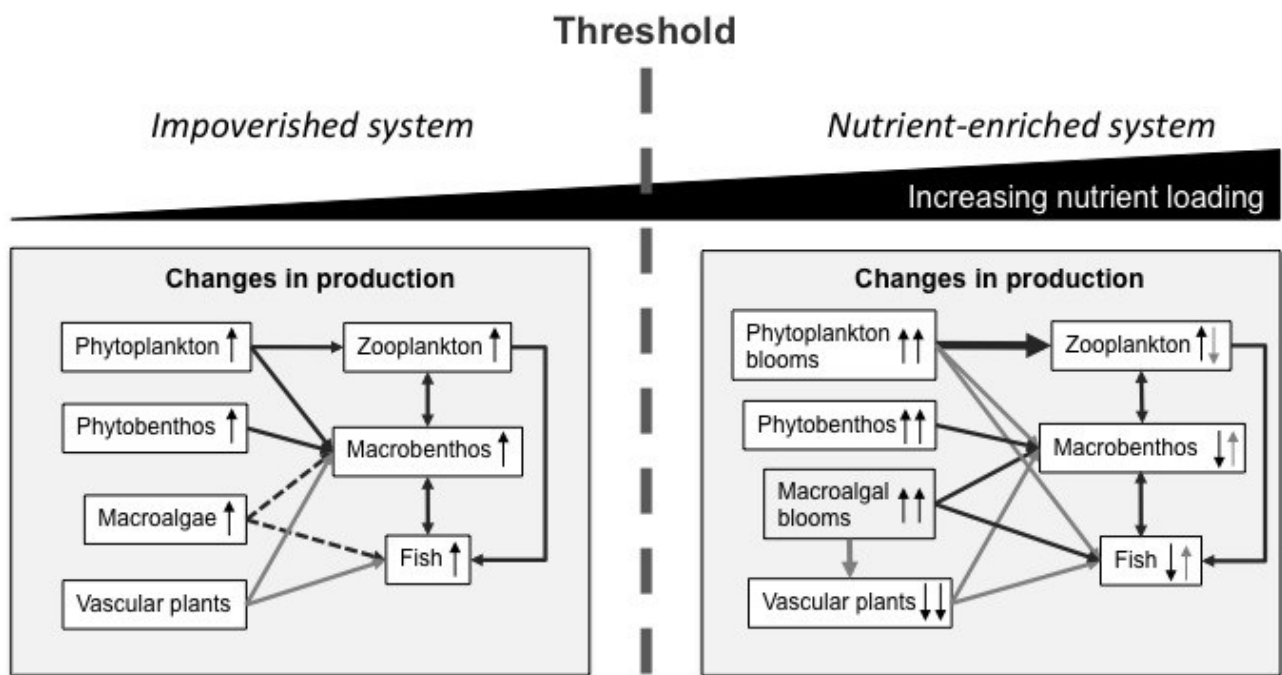 Threshold
Impoverished system
Nutrient-enriched system
Increasing nutrient loading
Changes in production
Phytoplankton
Zooplankton
Phytobenthos
Macrobenthos
Macroalgae
Fish
Vascular plants
Changes in production
Phytoplankton
blooms
Zooplankton
Phytobenthos
Macrobenthos
Macroalgal
blooms
Fish
Vascular plants